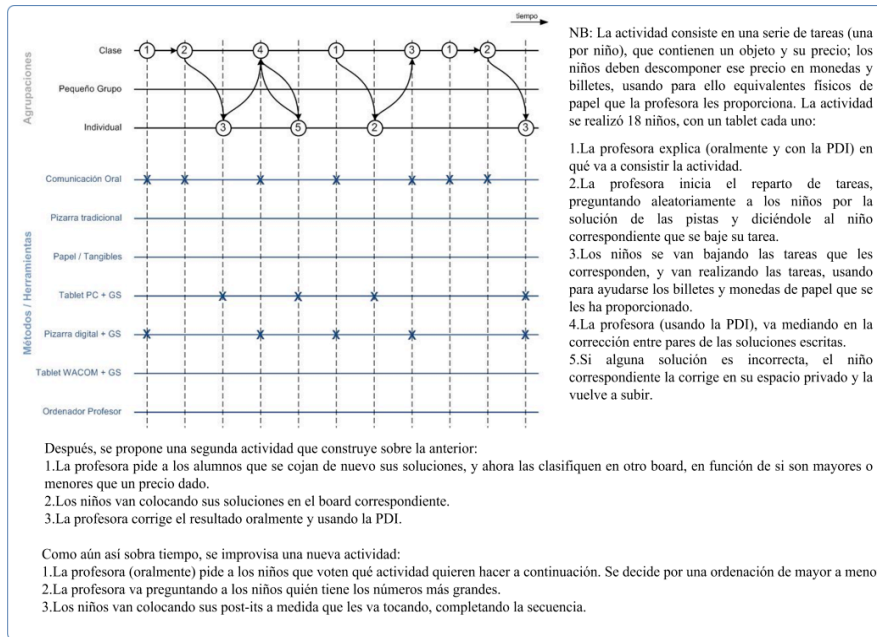 tiempo
Agrupaciones
Clase
1 2 4 1 3 1 2
Pequeño Grupo
Individual
3 5 2 3
Métodos / Herramientas
Comunicación Oral
Pizarra tradicional
Papel / Tangibles
Tablet PC + GS
Pizarra digital + GS
Tablet WACOM + GS
Ordenador Profesor
NB: La actividad consiste en una serie de tareas (una
por niño), que contienen un objeto y su precio; los
niños deben descomponer ese precio en monedas y
billetes, usando para ello equivalentes físicos de
papel que la profesora les proporciona. La actividad
se realizó 18 niños, con un tablet cada uno:
1.La profesora explica (oralmente y con la PDI) en
qué va a consistir la actividad.
2.La profesora inicia el reparto de tareas,
preguntando aleatoriamente a los niños por la
solución de las pistas y diciéndole al niño
correspondiente que se baje su tarea.
3.Los niños se van bajando las tareas que les
corresponden, y van realizando las tareas, usando
para ayudarse los billetes y monedas de papel que se
les ha proporcionado.
4.La profesora (usando la PDI), va mediando en la
corrección entre pares de las soluciones escritas.
5.Si alguna solución es incorrecta, el niño
correspondiente la corrige en su espacio privado y la
vuelve a subir.
Después, se propone una segunda actividad que construye sobre la anterior:
1.La profesora pide a los alumnos que se cojan de nuevo sus soluciones, y ahora las clasifiquen en otro board, en función de si son mayores o
menores que un precio dado.
2.Los niños van colocando sus soluciones en el board correspondiente.
3.La profesora corrige el resultado oralmente y usando la PDI.
Como aún así sobra tiempo, se improvisa una nueva actividad:
1.La profesora (oralmente) pide a los niños que voten qué actividad quieren hacer a continuación. Se decide por una ordenación de mayor a meno
2.La profesora va preguntando a los niños quién tiene los números más grandes.
3.Los niños van colocando sus post-its a medida que les va tocando, completando la secuencia.